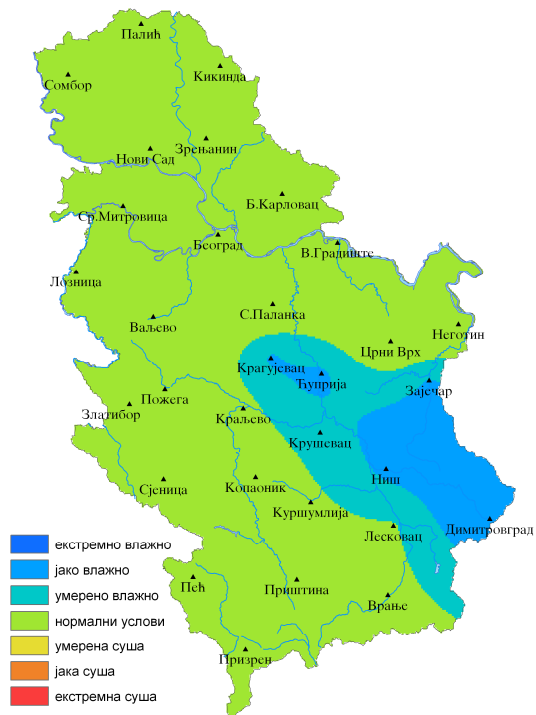 Палић
Кикинда
Сомбор
Зрењанин
Нови Сад
Б.Карловац
Ср.Митровица
Београд
В.Градиште
Лозница
С.Паланка
Ваљево
Неготин
Црни Врх
Крагујевац
Ћуприја
Зајечар
Пожега
Златибор
Краљево
Крушевац
Ниш
Сјеница
Копаоник
Куршумлија
Димитровград
Лесковац
Пећ
Приштина
Врање
Призрен
екстремно влажно
јако влажно
умерено влажно
нормални услови
умерена суша
јака суша
екстремна суша